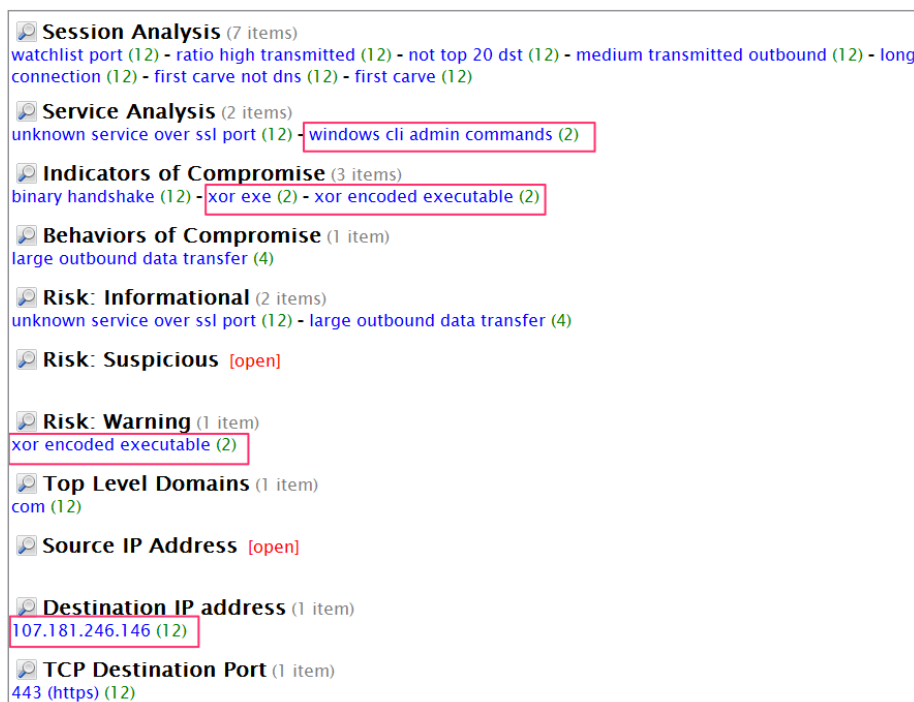 Session Analysis (7 items)
watchlist port (12) - ratio high transmitted (12) - not top 20 dst (12) - medium transmitted outbound (12) - long
connection (12) - first carve not dns (12) - first carve (12)
Service Analysis (2 items)
unknown service over ssl port (12) - windows cli admin commands (2)
Indicators of Compromise (3 items)
binary handshake (12) - xor exe (2) - xor encoded executable (2)
Behaviors of Compromise (1 item)
large outbound data transfer (4)
Risk: Informational (2 items)
unknown service over ssl port (12) - large outbound data transfer (4)
Risk: Suspicious [open]
Risk: Warning (1 item)
xor encoded executable (2)
Top Level Domains (1 item)
com (12)
Source IP Address [open]
Destination IP address (1 item)
107.181.246.146 (12)
TCP Destination Port (1 item)
443 (https) (12)